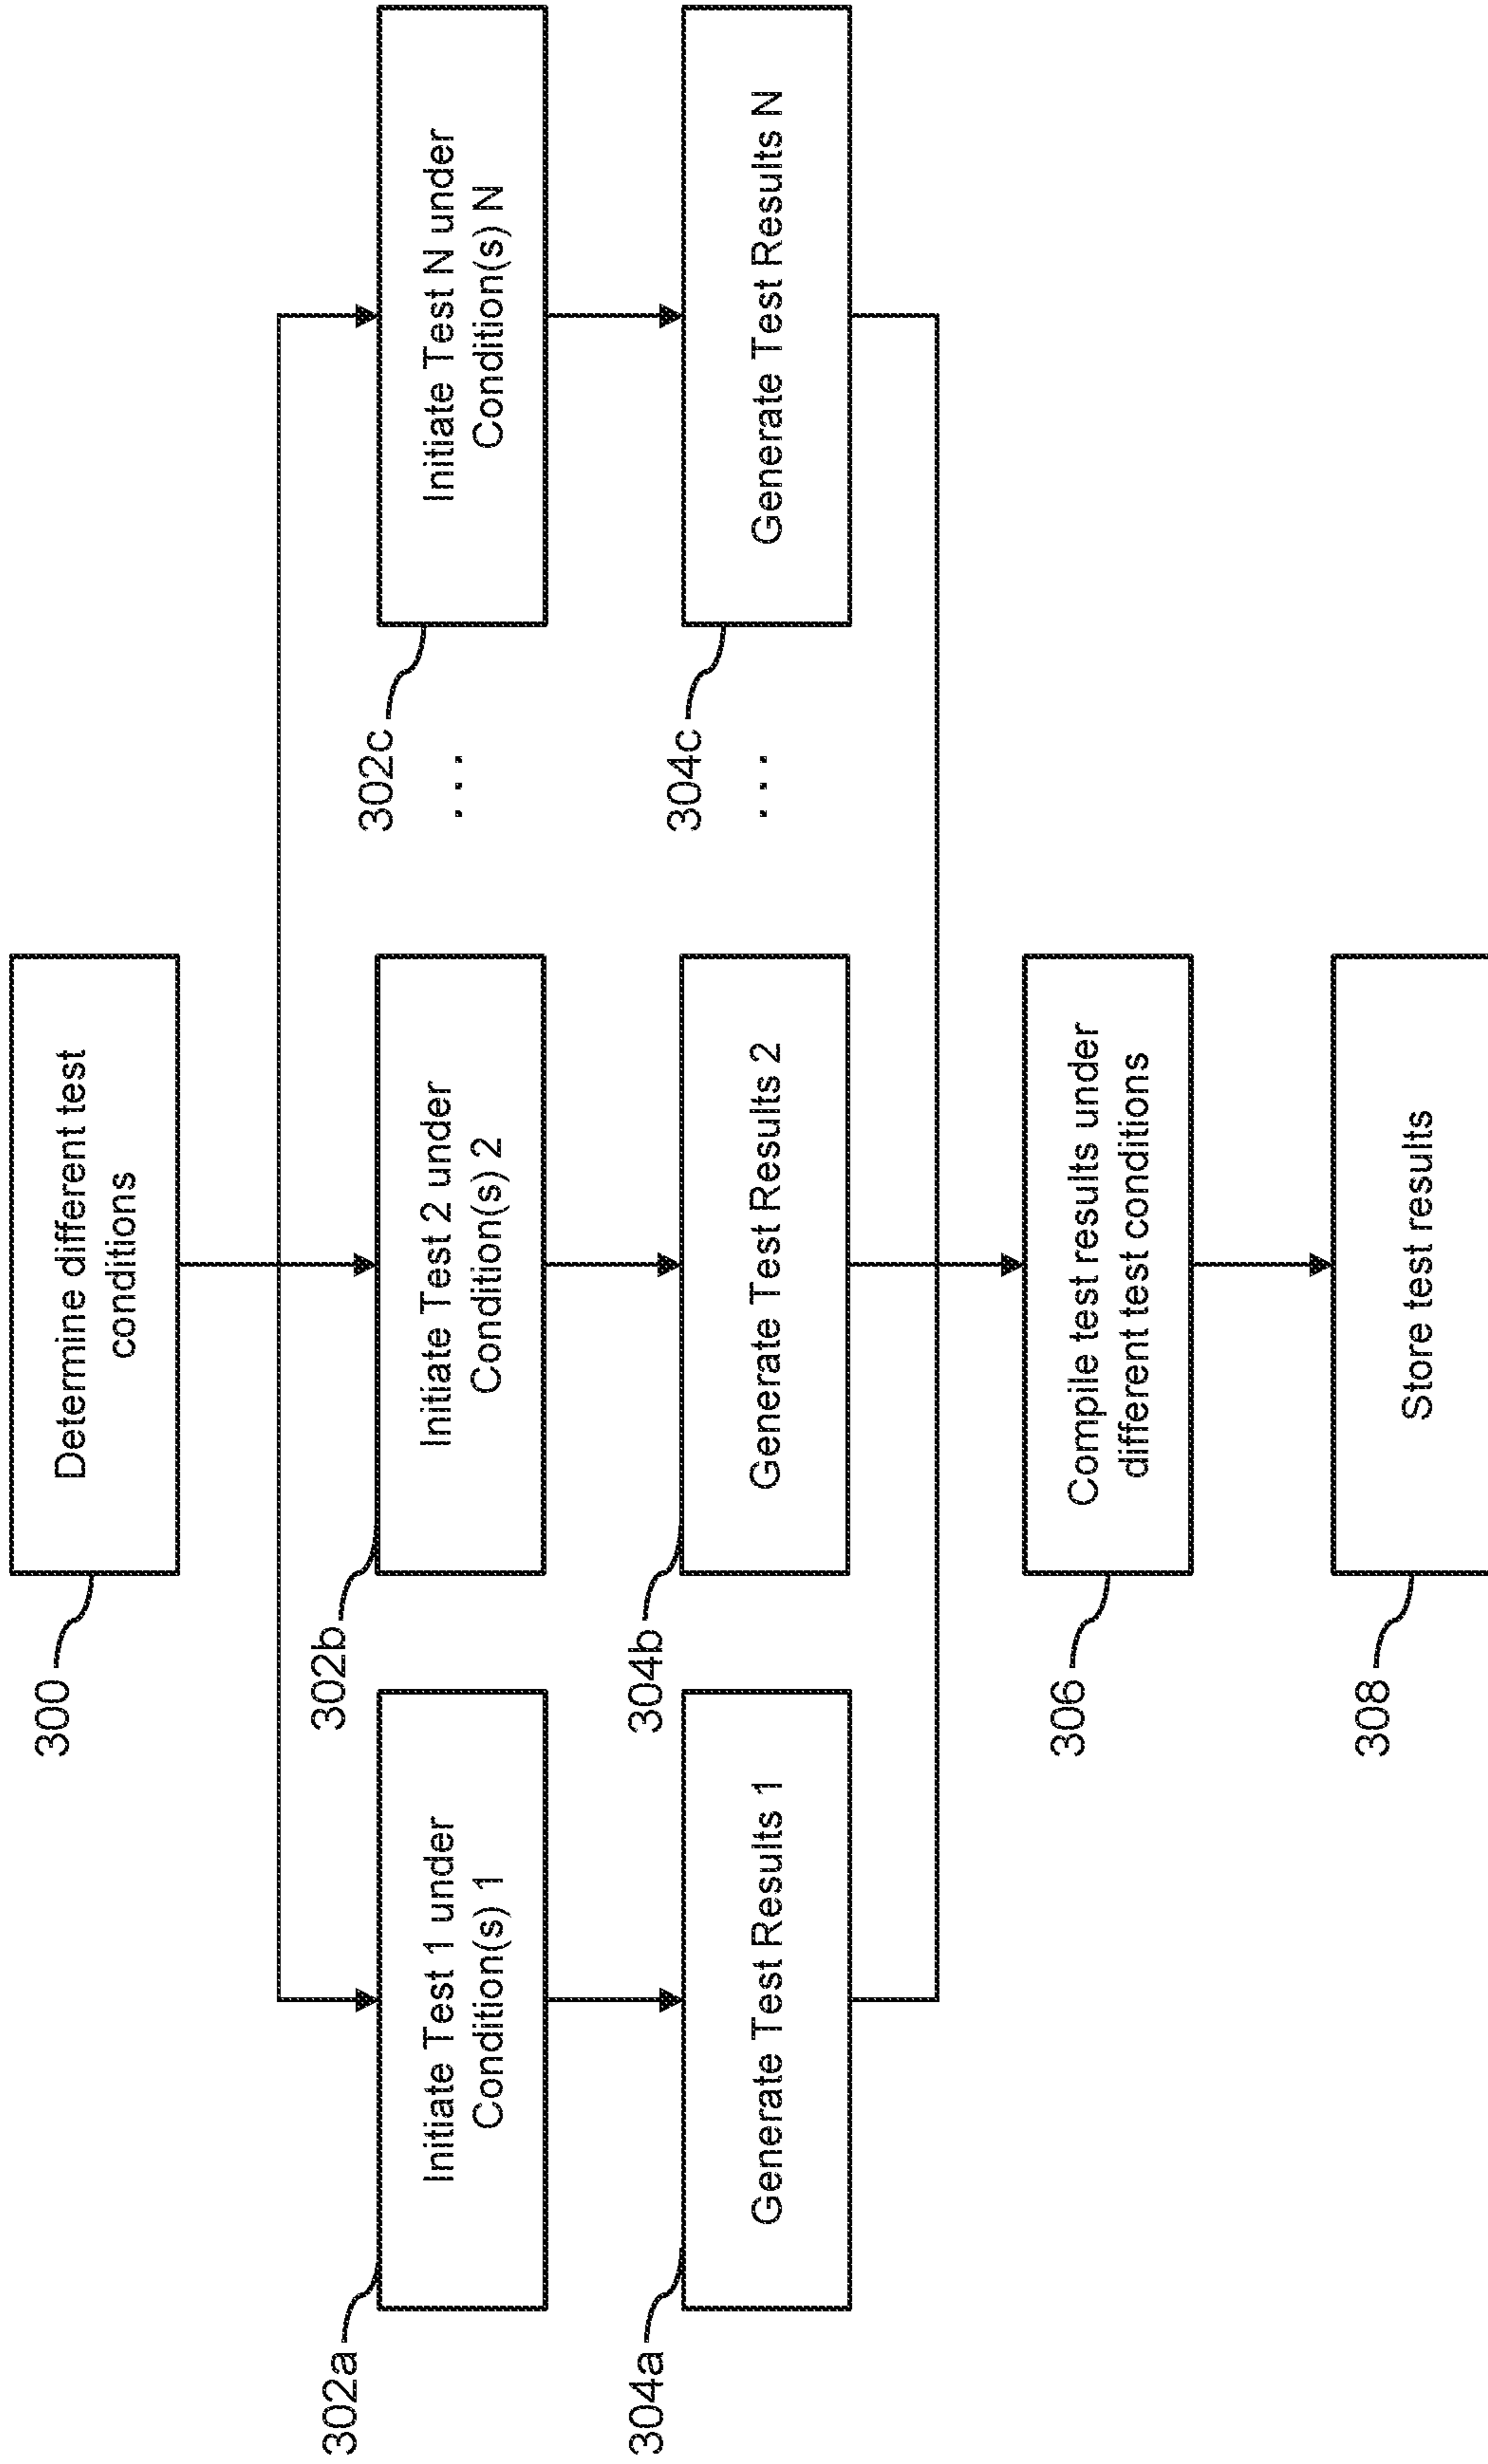 300
Determine different test
conditions
302a
Initiate Test 1 under
Condition(s) 1
302b
Initiate Test 2 under
Condition(s) 2
302c
. . .
Initiate Test N under
Condition(s) N
304a
Generate Test Results 1
304b
Generate Test Results 2
304c
. . .
Generate Test Results N
306
Compile test results under
different test conditions
308
Store test results